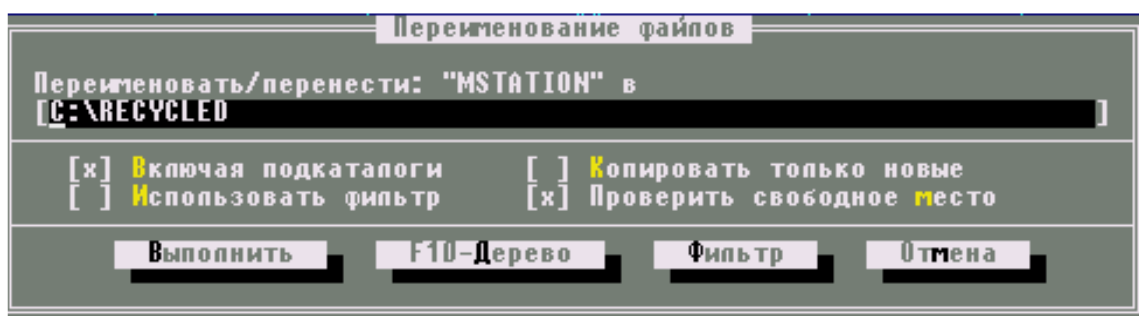 Переименование файлов
Переименовать/перенести: "MSTATION" в
[C:\RECYCLED ]
[x] Включая подкаталоги [ ] Копировать только новые
[ ] Использовать фильтр [x] Проверить свободное место
Выполнить F10-Дерево Фильтр Отмена